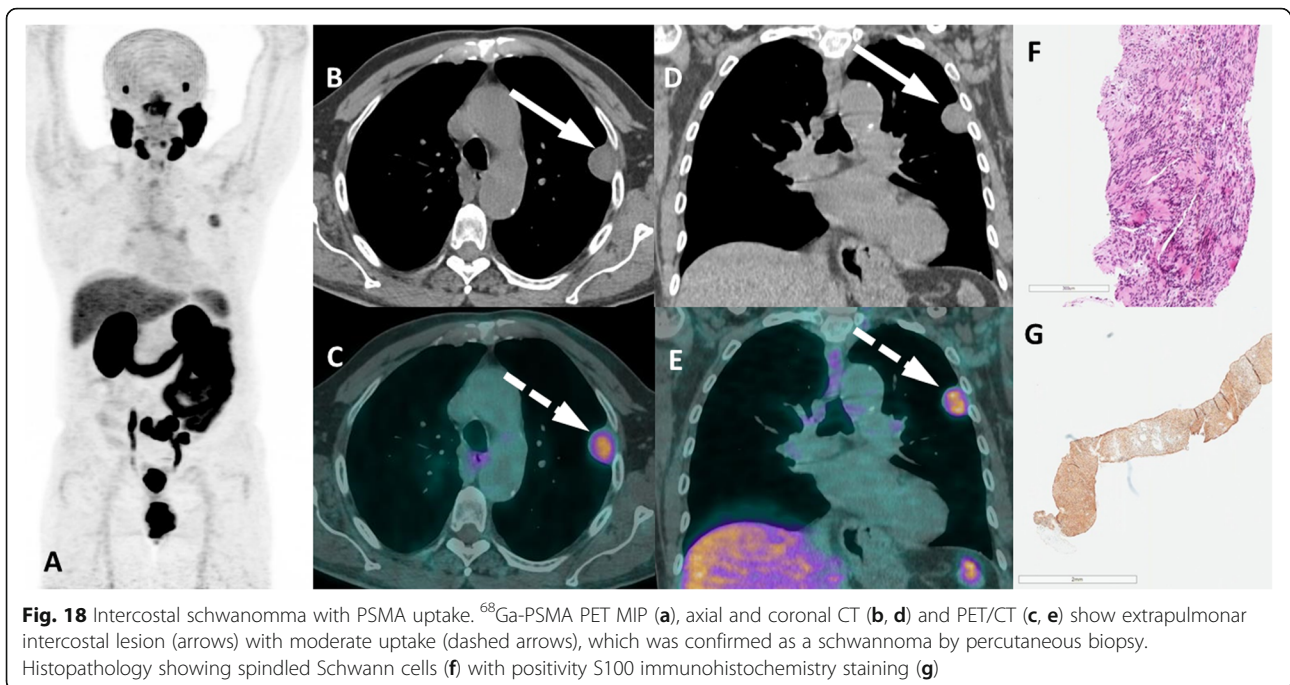 A
B
C
D
E
F
G
2mm
Fig. 18 Intercostal schwanomma with PSMA uptake. ⁶⁸Ga-PSMA PET MIP (a), axial and coronal CT (b, d) and PET/CT (c, e) show extrapulmonar
intercostal lesion (arrows) with moderate uptake (dashed arrows), which was confirmed as a schwannoma by percutaneous biopsy.
Histopathology showing spindled Schwann cells (f) with positivity S100 immunohistochemistry staining (g)